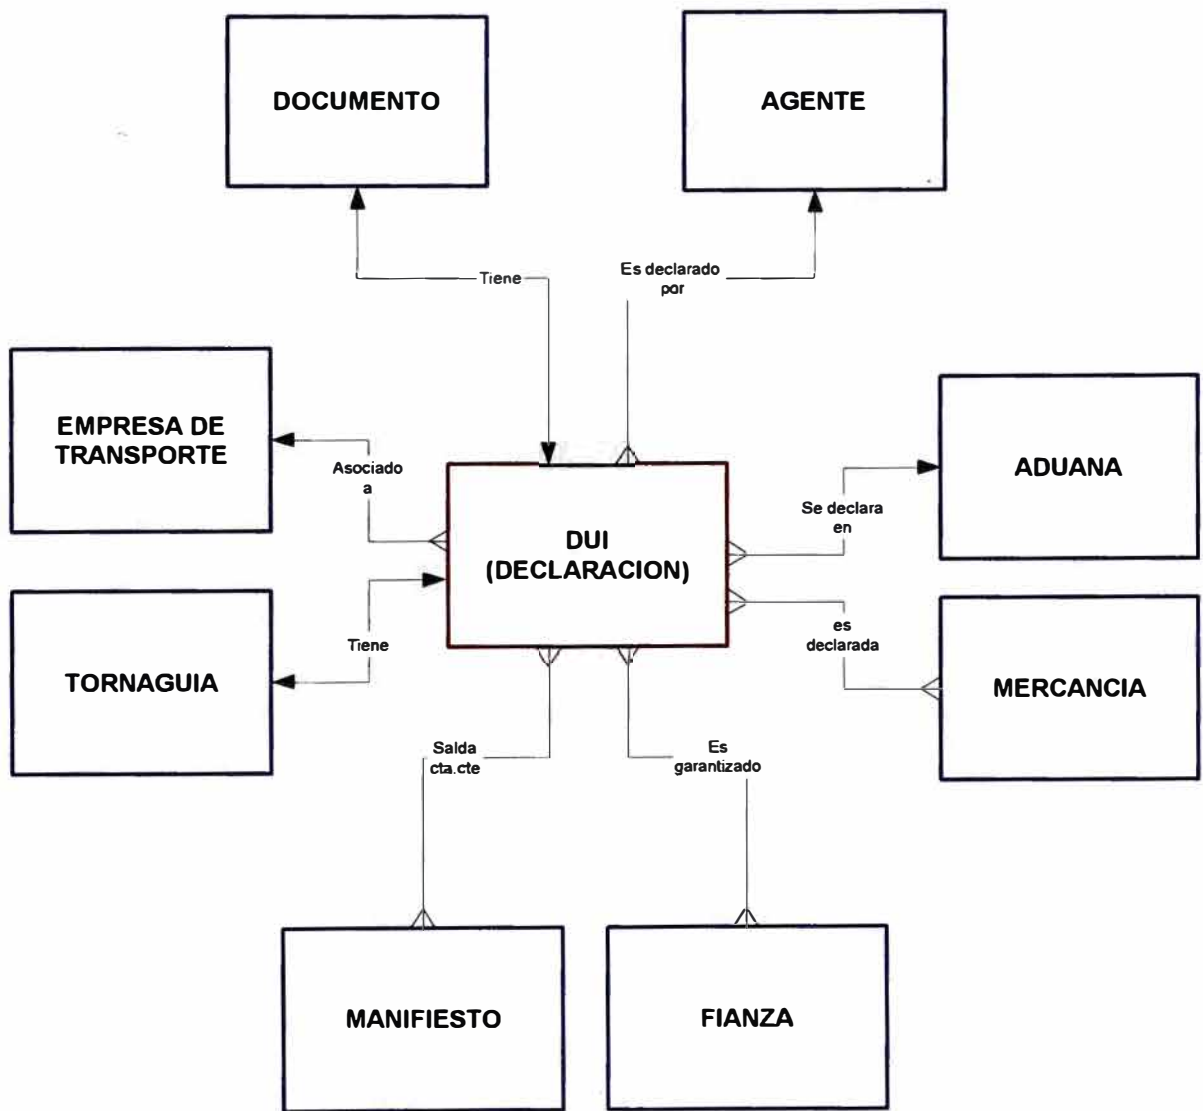 DOCUMENTO
AGENTE
Tiene
Es declarado
por
EMPRESA DE
TRANSPORTE
Asociado
a
ADUANA
Se declara
en
DUI
(DECLARACION)
TORNAGUIA
Tiene
es
declarada
MERCANCIA
Salda
cta.cte
Es
garantizado
MANIFIESTO
FIANZA